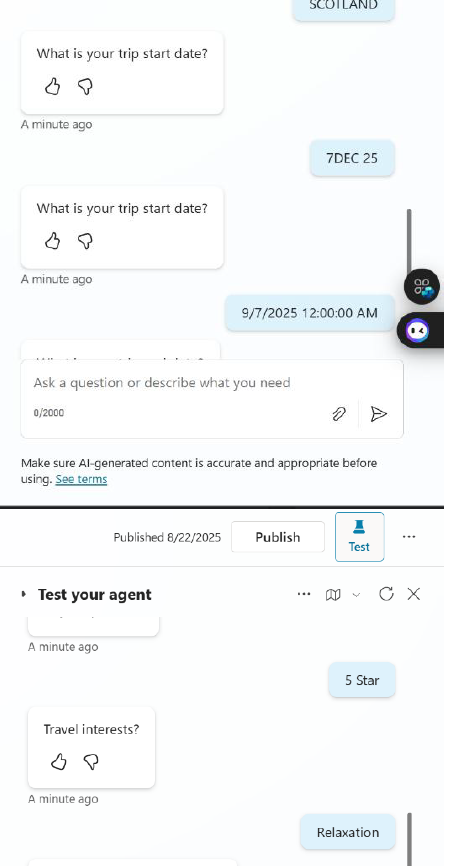 SCOTLAND
What is your trip start date?
A minute ago
7DEC 25
What is your trip start date?
A minute ago
9/7/2025 12:00:00 AM
Ask a question or describe what you need
0/2000
Make sure AI-generated content is accurate and appropriate before
using. See terms
Published 8/22/2025
Publish
Test
Test your agent
A minute ago
5 Star
Travel interests?
A minute ago
Relaxation